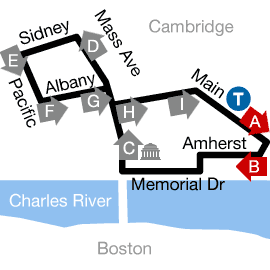 Cambridge
Sidney
Mass Ave
D
E
Main
T
Albany
Pacific
F
G
H
I
A
C
Amherst
B
Memorial Dr
Charles River
Boston